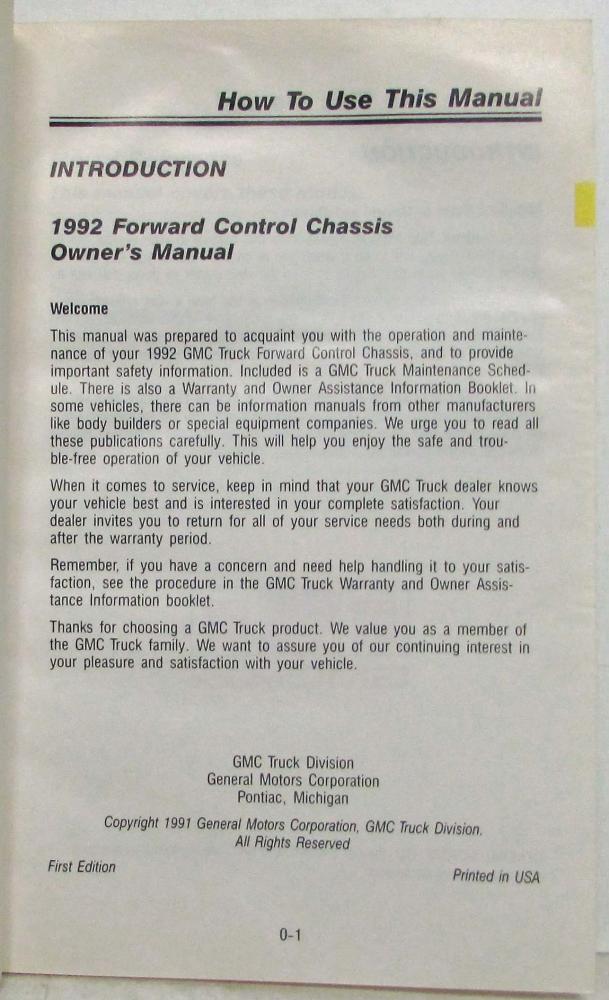 How To Use This Manual
INTRODUCTION
1992 Forward Control Chassis
Owner's Manual
Welcome
This manual was prepared to acquaint you with the operation and mainte-
nance of your 1992 GMC Truck Forward Control Chassis, and to provide
important safety information. Included is a GMC Truck Maintenance Sched-
ule. There is also a Warranty and Owner Assistance Information Booklet. In
some vehicles, there can be information manuals from other manufacturers
like body builders or special equipment companies. We urge you to read all
these publications carefully. This will help you enjoy the safe and trou-
ble-free operation of your vehicle.
When it comes to service, keep in mind that your GMC Truck dealer knows
your vehicle best and is interested in your complete satisfaction. Your
dealer invites you to return for all of your service needs both during and
after the warranty period.
Remember, if you have a concern and need help handling it to your satis-
faction, see the procedure in the GMC Truck Warranty and Owner Assis-
tance Information booklet.
Thanks for choosing a GMC Truck product. We value you as a member of
the GMC Truck family. We want to assure you of our continuing interest in
your pleasure and satisfaction with your vehicle.
GMC Truck Division
General Motors Corporation
Pontiac, Michigan
Copyright 1991 General Motors Corporation, GMC Truck Division.
All Rights Reserved
First Edition
Printed in USA
0-1